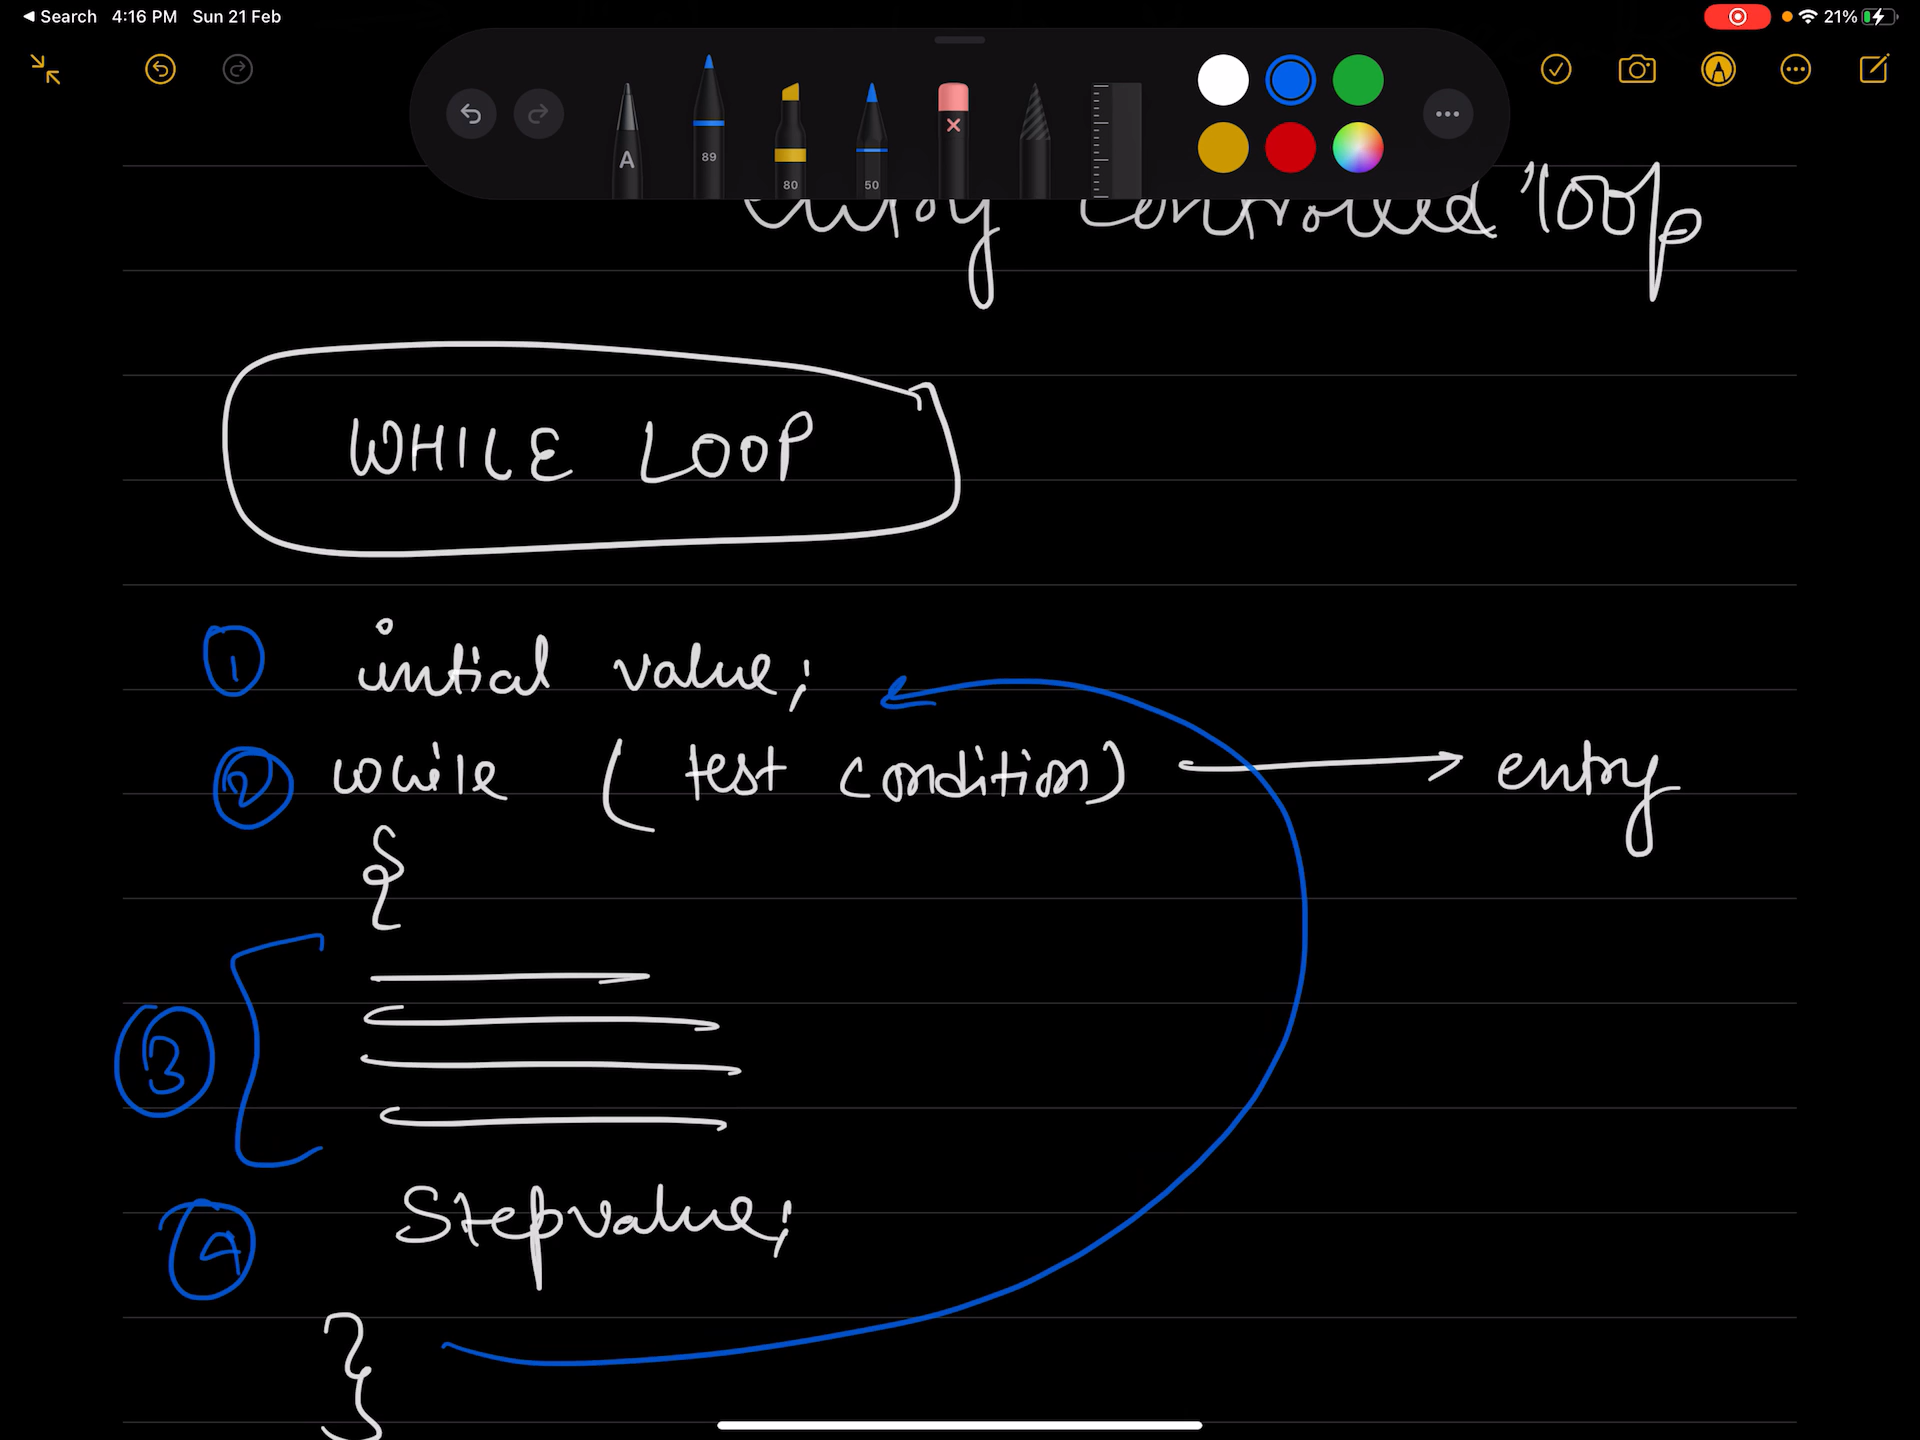 Search 4:16 PM Sun 21 Feb 21%
A 89 80 50
entry controlled loop
WHILE LOOP
1 intial value;
2 while ( test condition) → entry
{
3
4 Stepvalue;
}